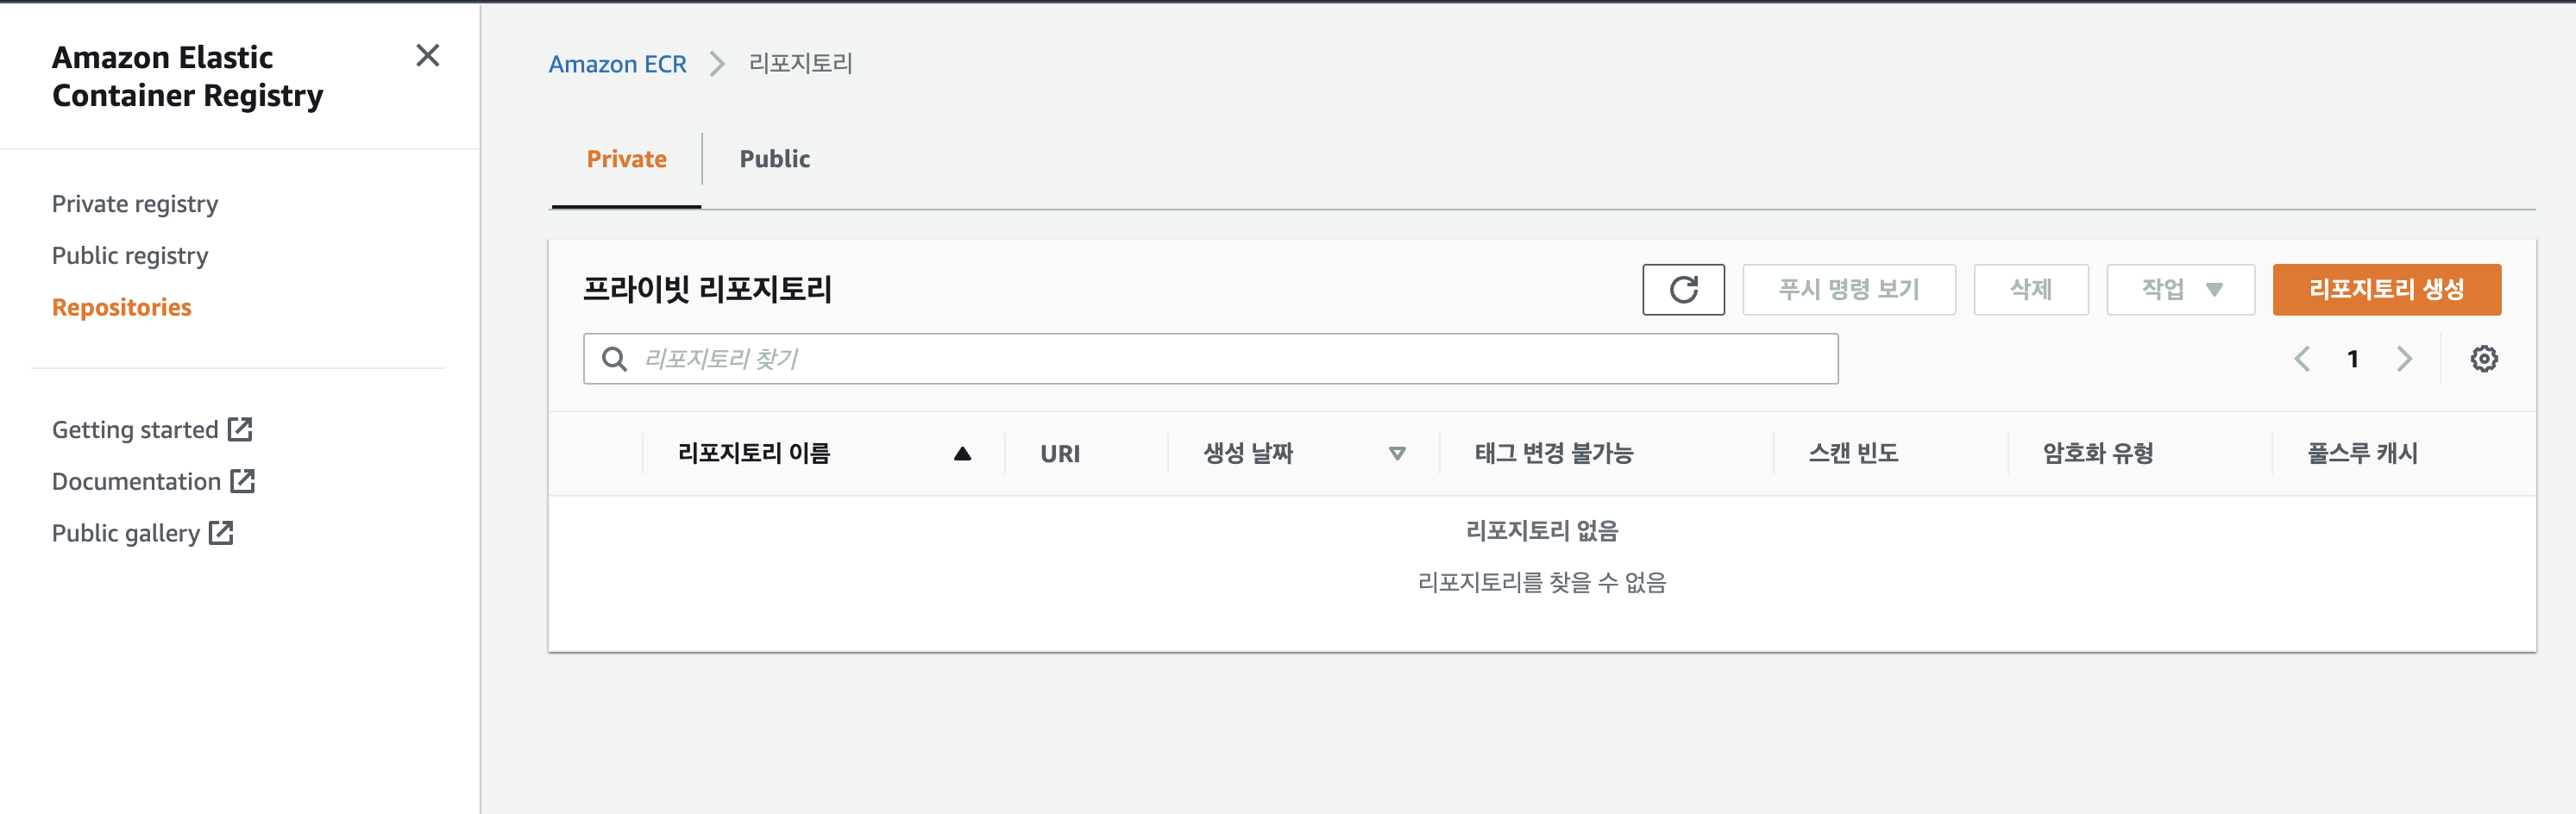 Amazon Elastic
Container Registry
Private registry
Public registry
Repositories
Getting started
Documentation
Public gallery
Amazon ECR
리포지토리
Private
Public
프라이빗 리포지토리
푸시 명령 보기
삭제
작업
리포지토리 생성
리포지토리 찾기
1
리포지토리 이름
URI
생성 날짜
태그 변경 불가능
스캔 빈도
암호화 유형
풀스루 캐시
리포지토리 없음
리포지토리를 찾을 수 없음